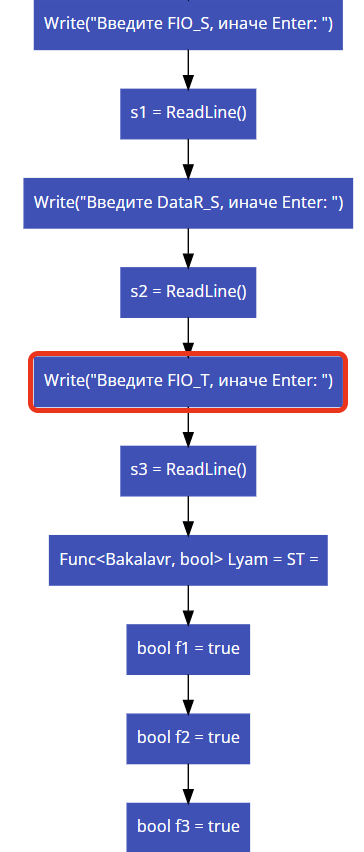 Write("Введите FIO_S, иначе Enter: ")
s1 = ReadLine()
Write("Введите DataR_S, иначе Enter: ")
s2 = ReadLine()
Write("Введите FIO_T, иначе Enter: ")
s3 = ReadLine()
Func<Bakalavr, bool> Lyam = ST =
bool f1 = true
bool f2 = true
bool f3 = true